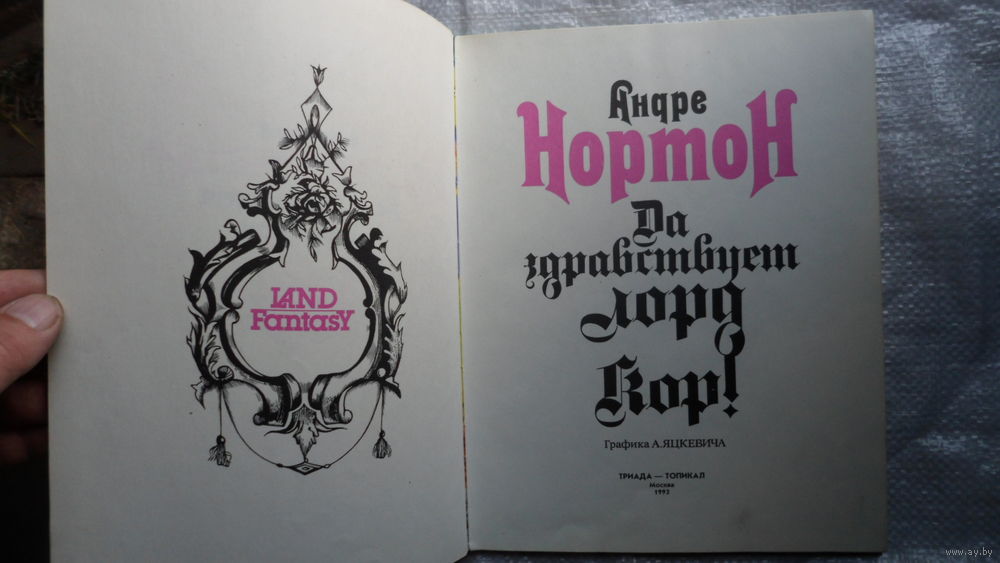 LAND
FantasY
Андре
Нортон
Да
здравствует
лорд
Кор!
Графика А.ЯЦКЕВИЧА
ТРИАДА — ТОПИКАЛ
Москва
1993
www.ay.by